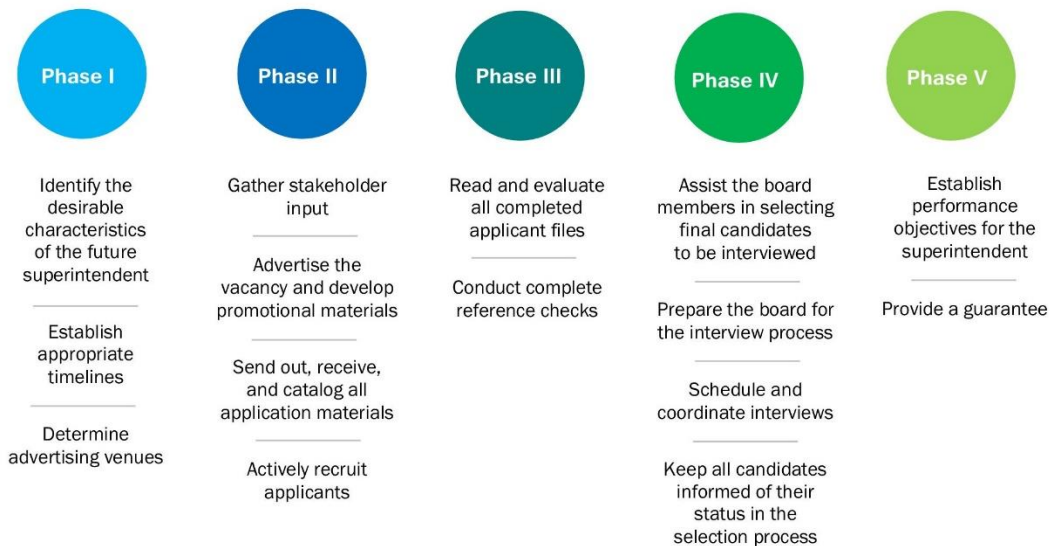 Phase I
Identify the
desirable
characteristics
of the future
superintendent
Establish
appropriate
timelines
Determine
advertising venues
Phase II
Gather stakeholder
input
Advertise the
vacancy and develop
promotional materials
Send out, receive,
and catalog all
application materials
Actively recruit
applicants
Phase III
Read and evaluate
all completed
applicant files
Conduct complete
reference checks
Phase IV
Assist the board
members in selecting
final candidates
to be interviewed
Prepare the board for
the interview process
Schedule and
coordinate interviews
Keep all candidates
informed of their
status in the
selection process
Phase V
Establish
performance
objectives for the
superintendent
Provide a guarantee